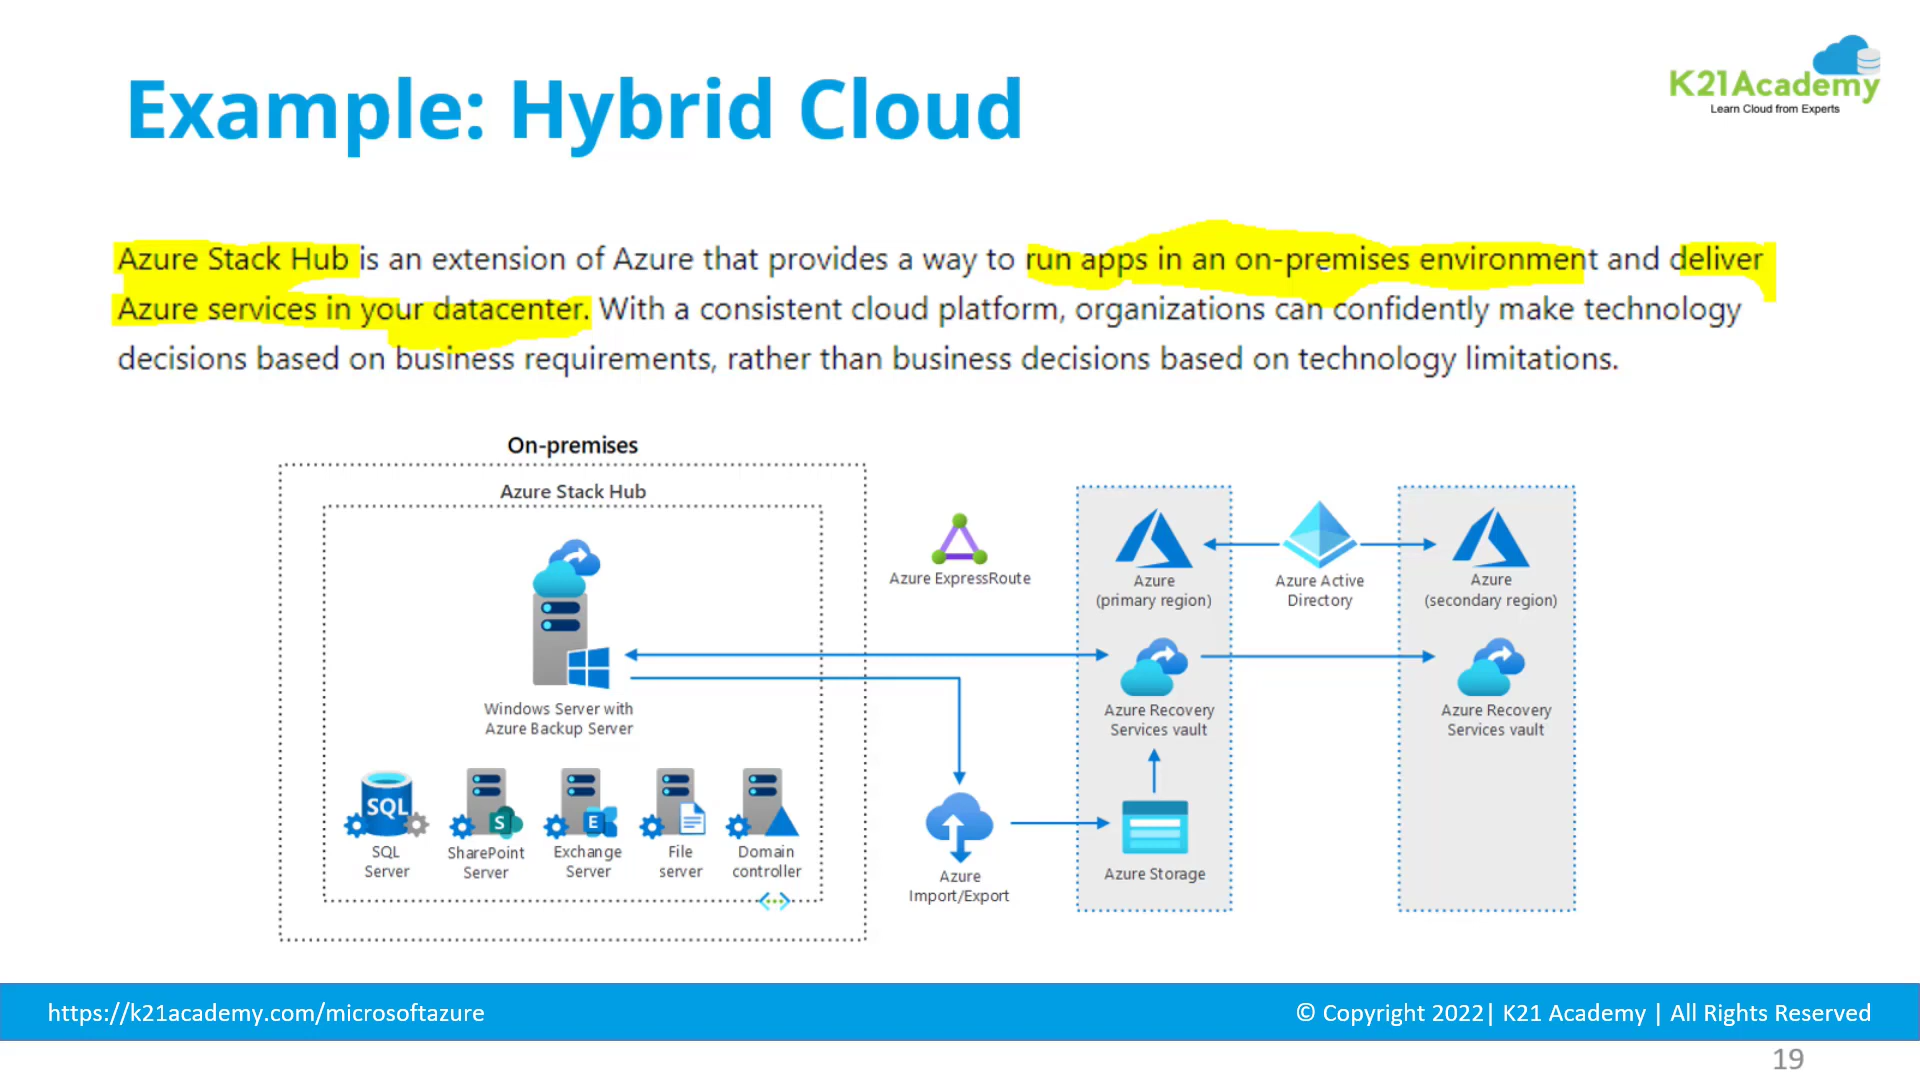 Example: Hybrid Cloud
K21Academy
Learn Cloud from Experts
Azure Stack Hub is an extension of Azure that provides a way to run apps in an on-premises environment and deliver
Azure services in your datacenter. With a consistent cloud platform, organizations can confidently make technology
decisions based on business requirements, rather than business decisions based on technology limitations.
On-premises
Azure Stack Hub
Windows Server with
Azure Backup Server
SQL
SQL
Server
S
SharePoint
Server
E
Exchange
Server
File
server
Domain
controller
Azure ExpressRoute
Azure
Import/Export
Azure
(primary region)
Azure Recovery
Services vault
Azure Storage
Azure Active
Directory
Azure
(secondary region)
Azure Recovery
Services vault
https://k21academy.com/microsoftazure
© Copyright 2022| K21 Academy | All Rights Reserved
19